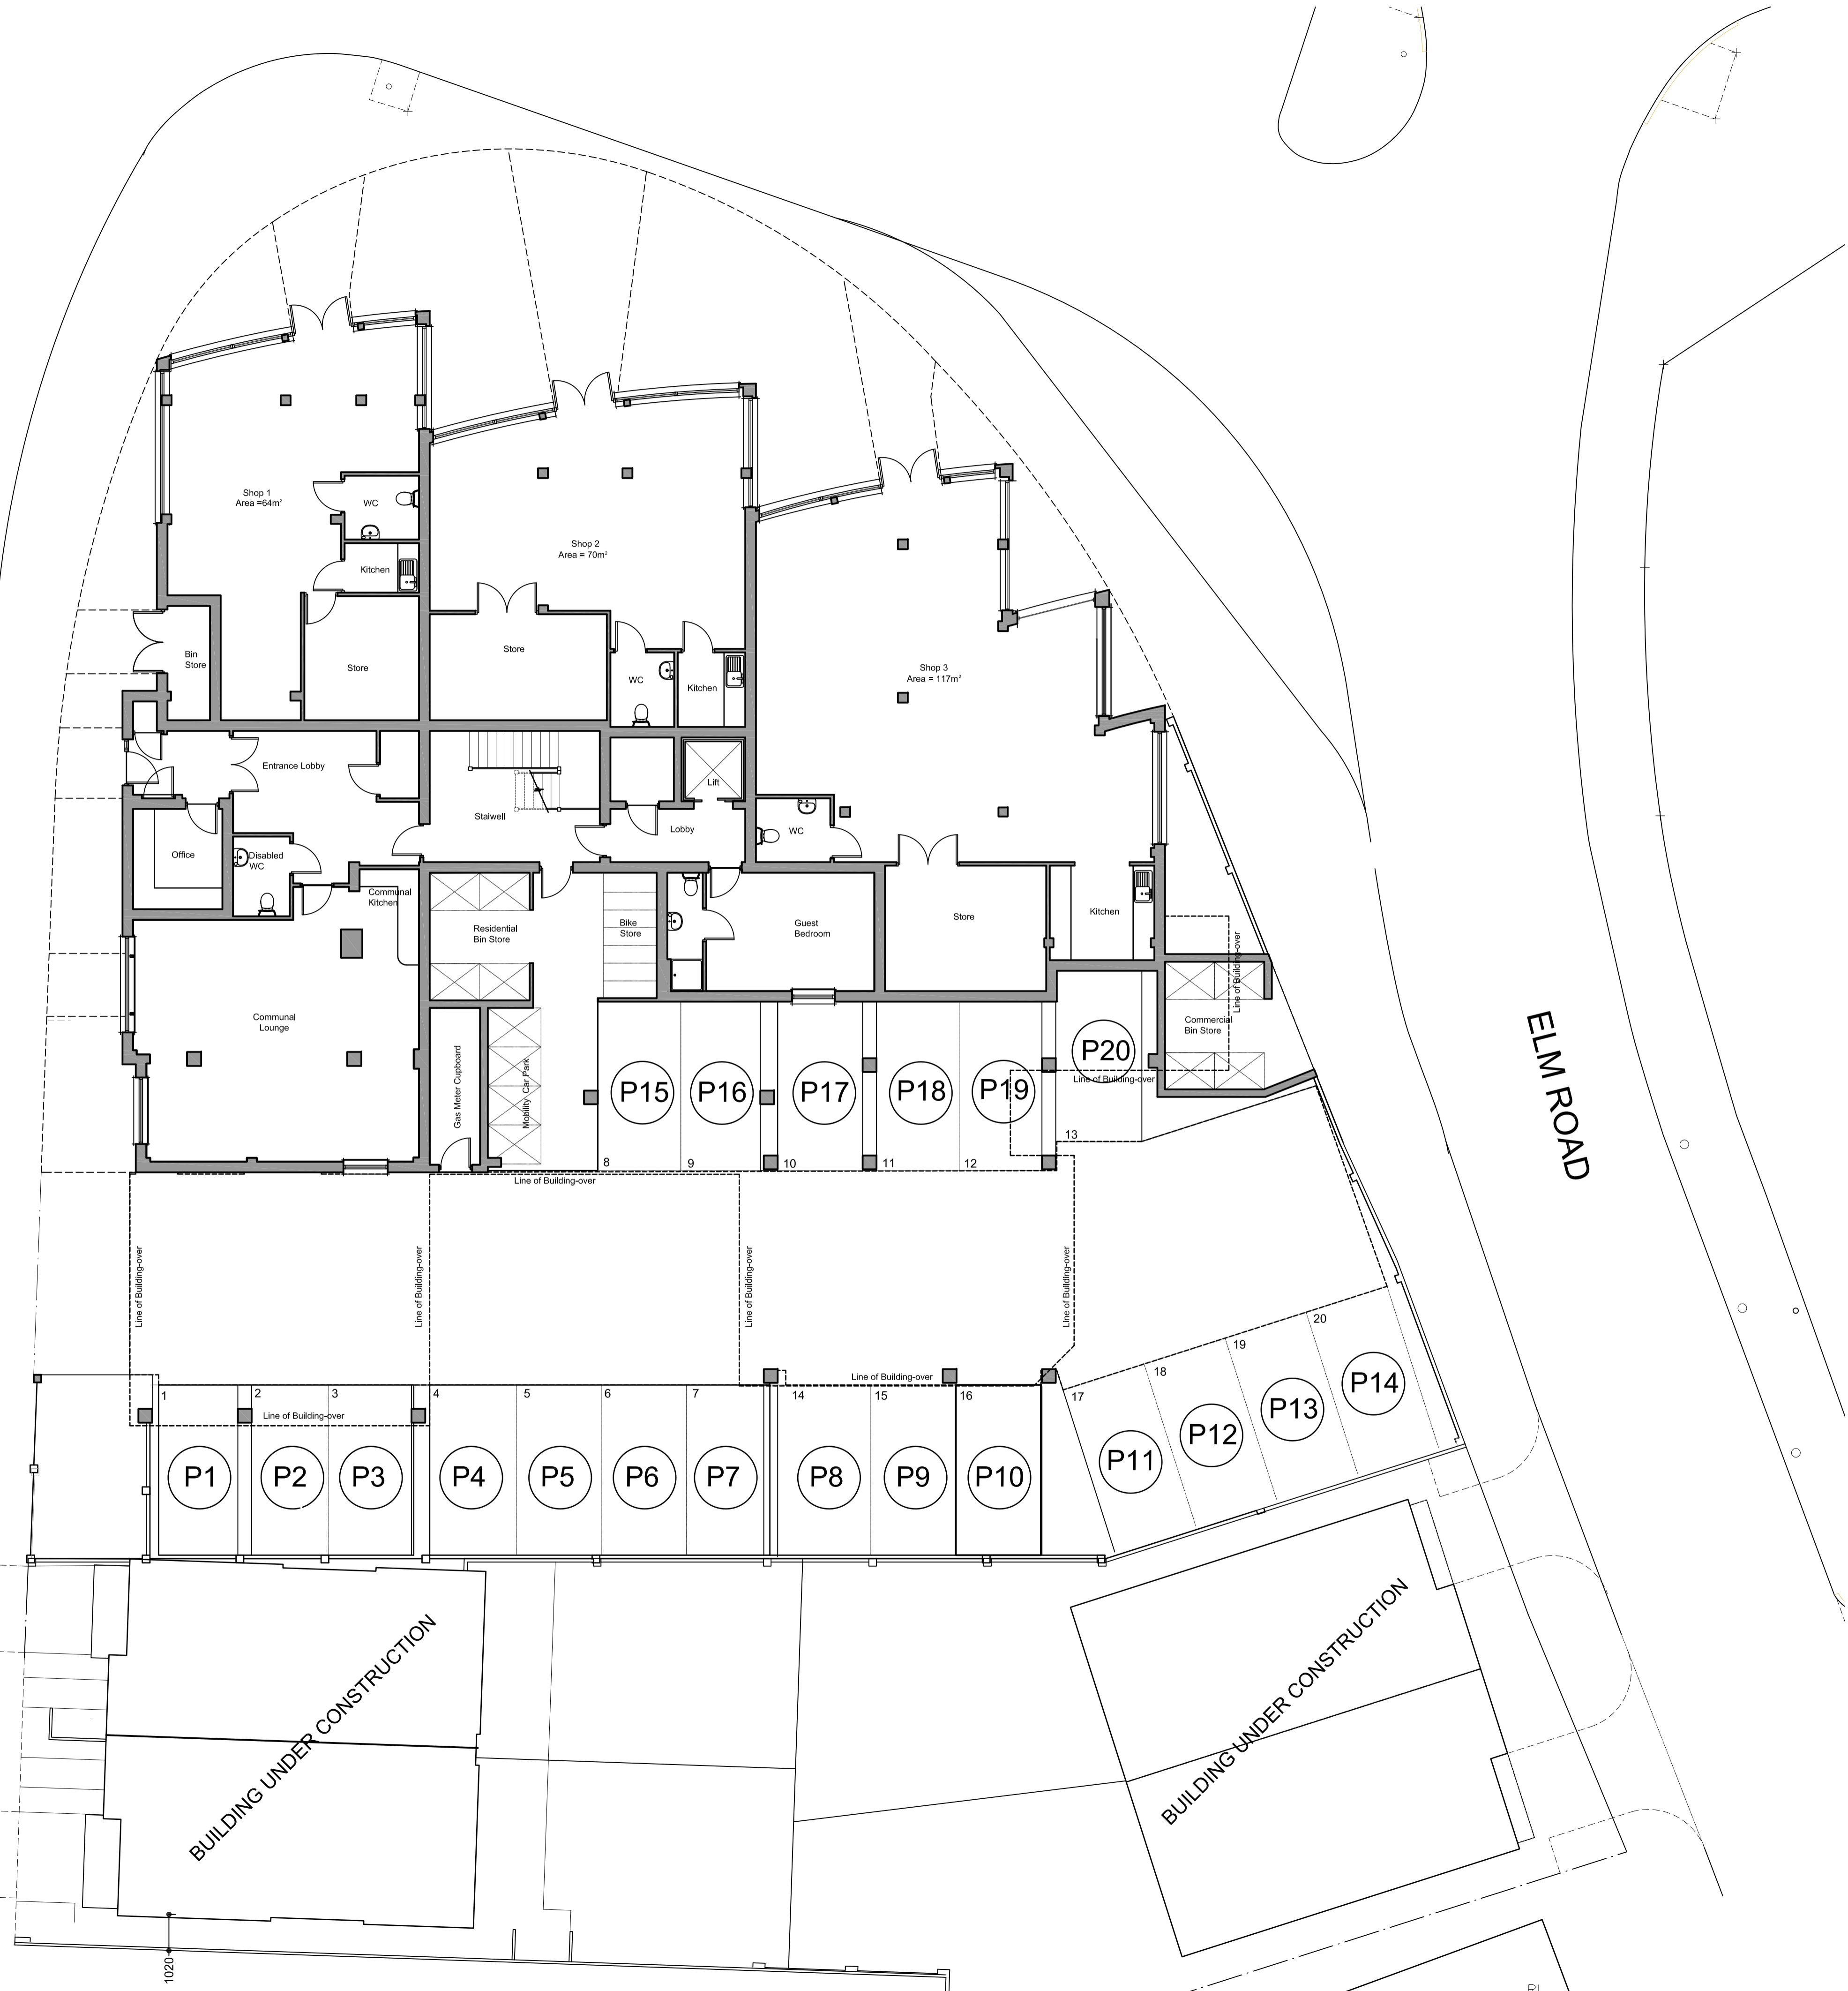 Shop 1
Area =64m²
WC
Kitchen
Shop 2
Area = 70m²
Bin
Store
Store
Store
WC
Kitchen
Shop 3
Area = 117m²
Entrance Lobby
Lift
Stalwell
Lobby
WC
Office
Disabled
WC
Communal
Kitchen
Residential
Bin Store
Bike
Store
Guest
Bedroom
Store
Kitchen
Line of Building-over
Communal
Lounge
Commercial
Bin Store
Gas Meter Cupboard
Mobility Car Park
P15
P16
P17
P18
P19
P20
Line of Building-over
ELM ROAD
8
9
10
11
12
13
Line of Building-over
Line of Building-over
Line of Building-over
Line of Building-over
Line of Building-over
Line of Building-over
1
2
3
4
5
6
7
14
15
16
17
18
19
20
Line of Building-over
P1
P2
P3
P4
P5
P6
P7
P8
P9
P10
P11
P12
P13
P14
BUILDING UNDER CONSTRUCTION
BUILDING UNDER CONSTRUCTION
1020